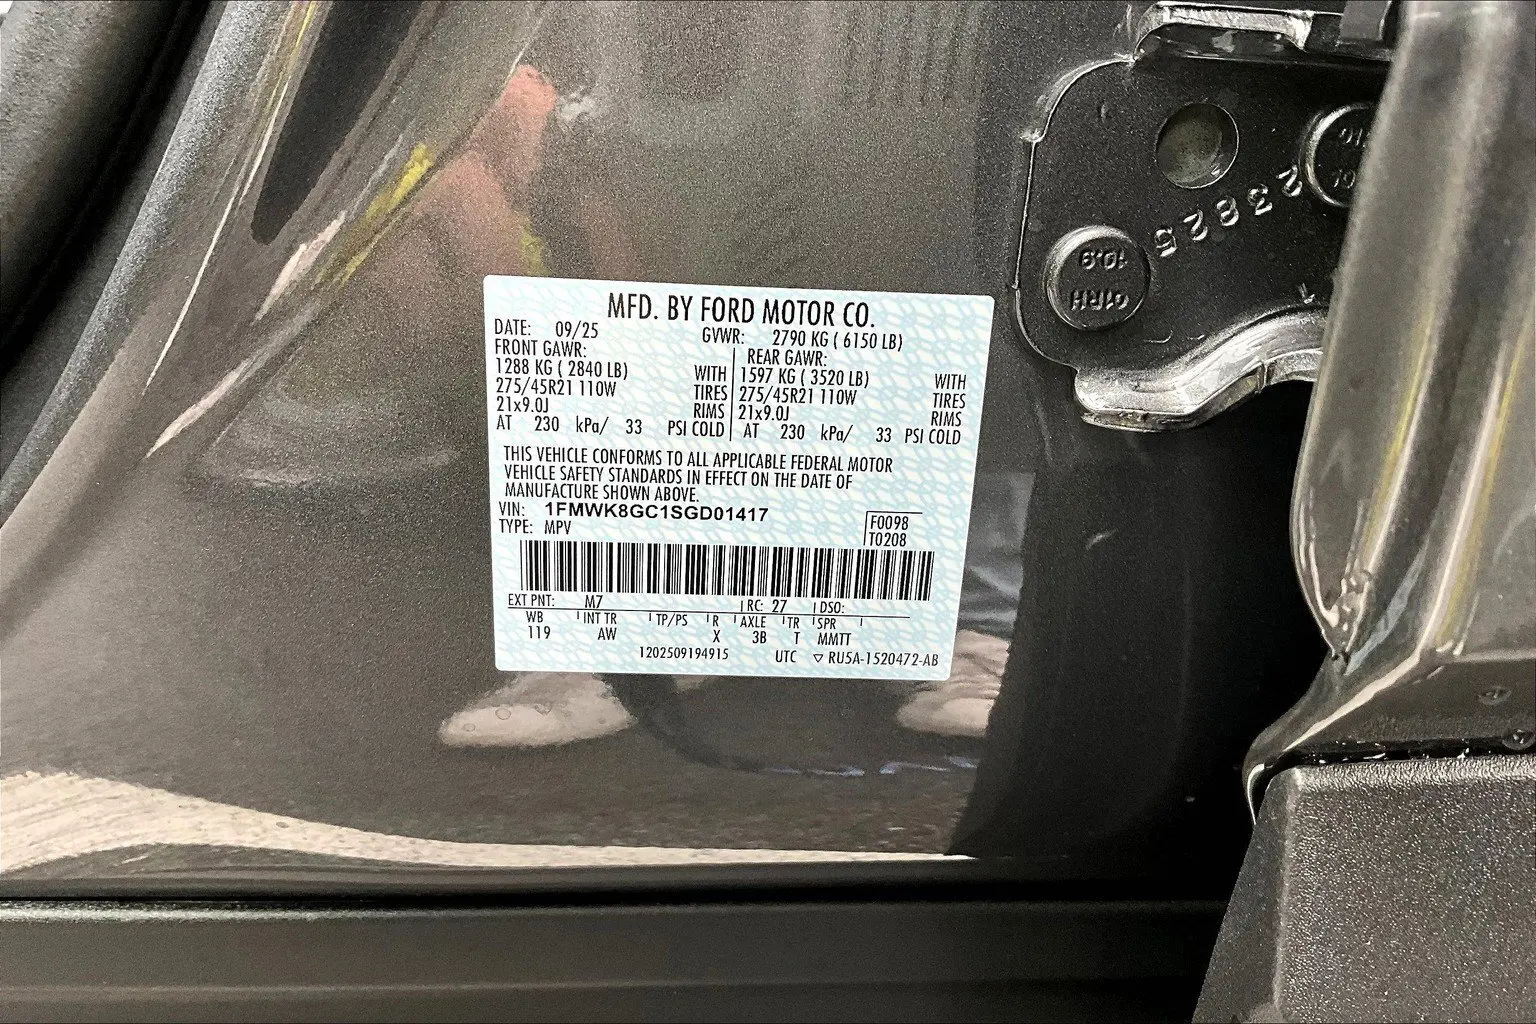 MFD. BY FORD MOTOR CO.
DATE: 09/25 GVWR: 2790 KG ( 6150 LB)
FRONT GAWR: REAR GAWR:
1288 KG ( 2840 LB) WITH 1597 KG ( 3520 LB) WITH
275/45R21 110W TIRES 275/45R21 110W TIRES
21x9.0J RIMS 21x9.0J RIMS
AT 230 kPa/ 33 PSI COLD AT 230 kPa/ 33 PSI COLD
THIS VEHICLE CONFORMS TO ALL APPLICABLE FEDERAL MOTOR
VEHICLE SAFETY STANDARDS IN EFFECT ON THE DATE OF
MANUFACTURE SHOWN ABOVE.
VIN: 1FMWK8GC1SGD01417 F0098
TYPE: MPV T0208
EXT PNT: M7 RC: 27 DSO:
WB INT TR TP/PS R AXLE TR SPR
119 AW X 3B T MMTT
1202509194915 UTC ▽ RU5A-1520472-AB
23825
10.9
01RH